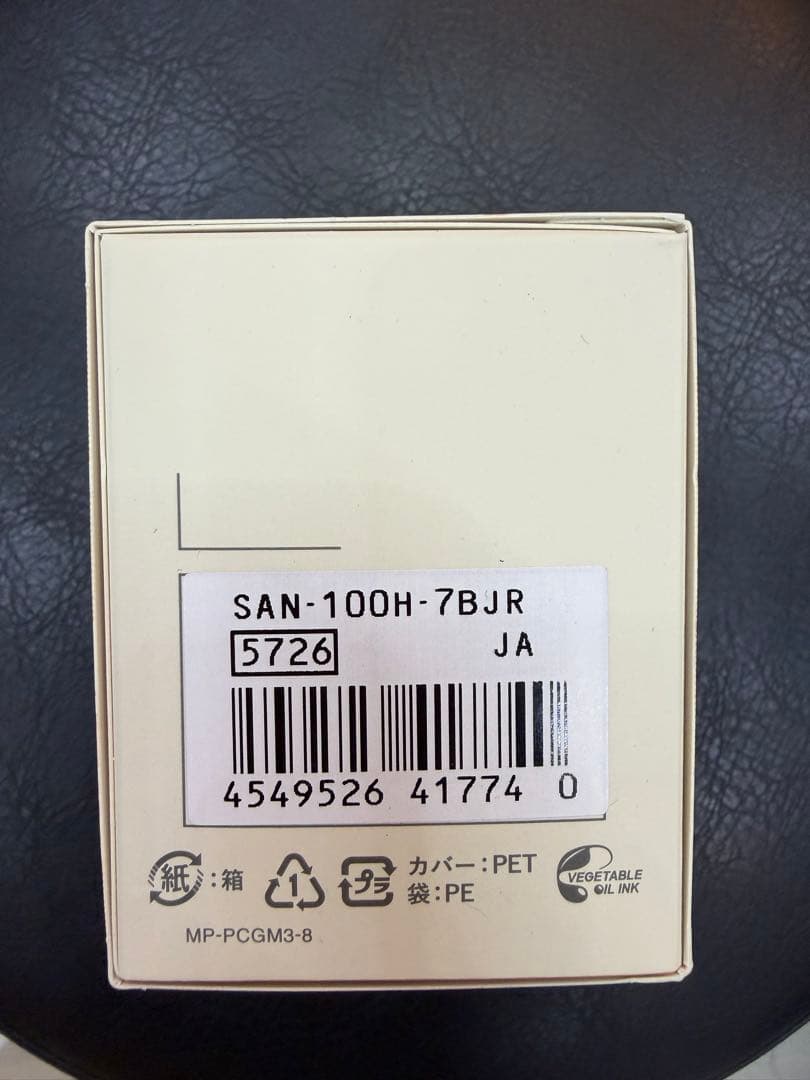 SAN-100H-7BJR
5726 JA
4549526 41774 0
紙:箱 1 プラ カバー:PET
袋:PE
VEGETABLE
OIL INK
MP-PCGM3-8